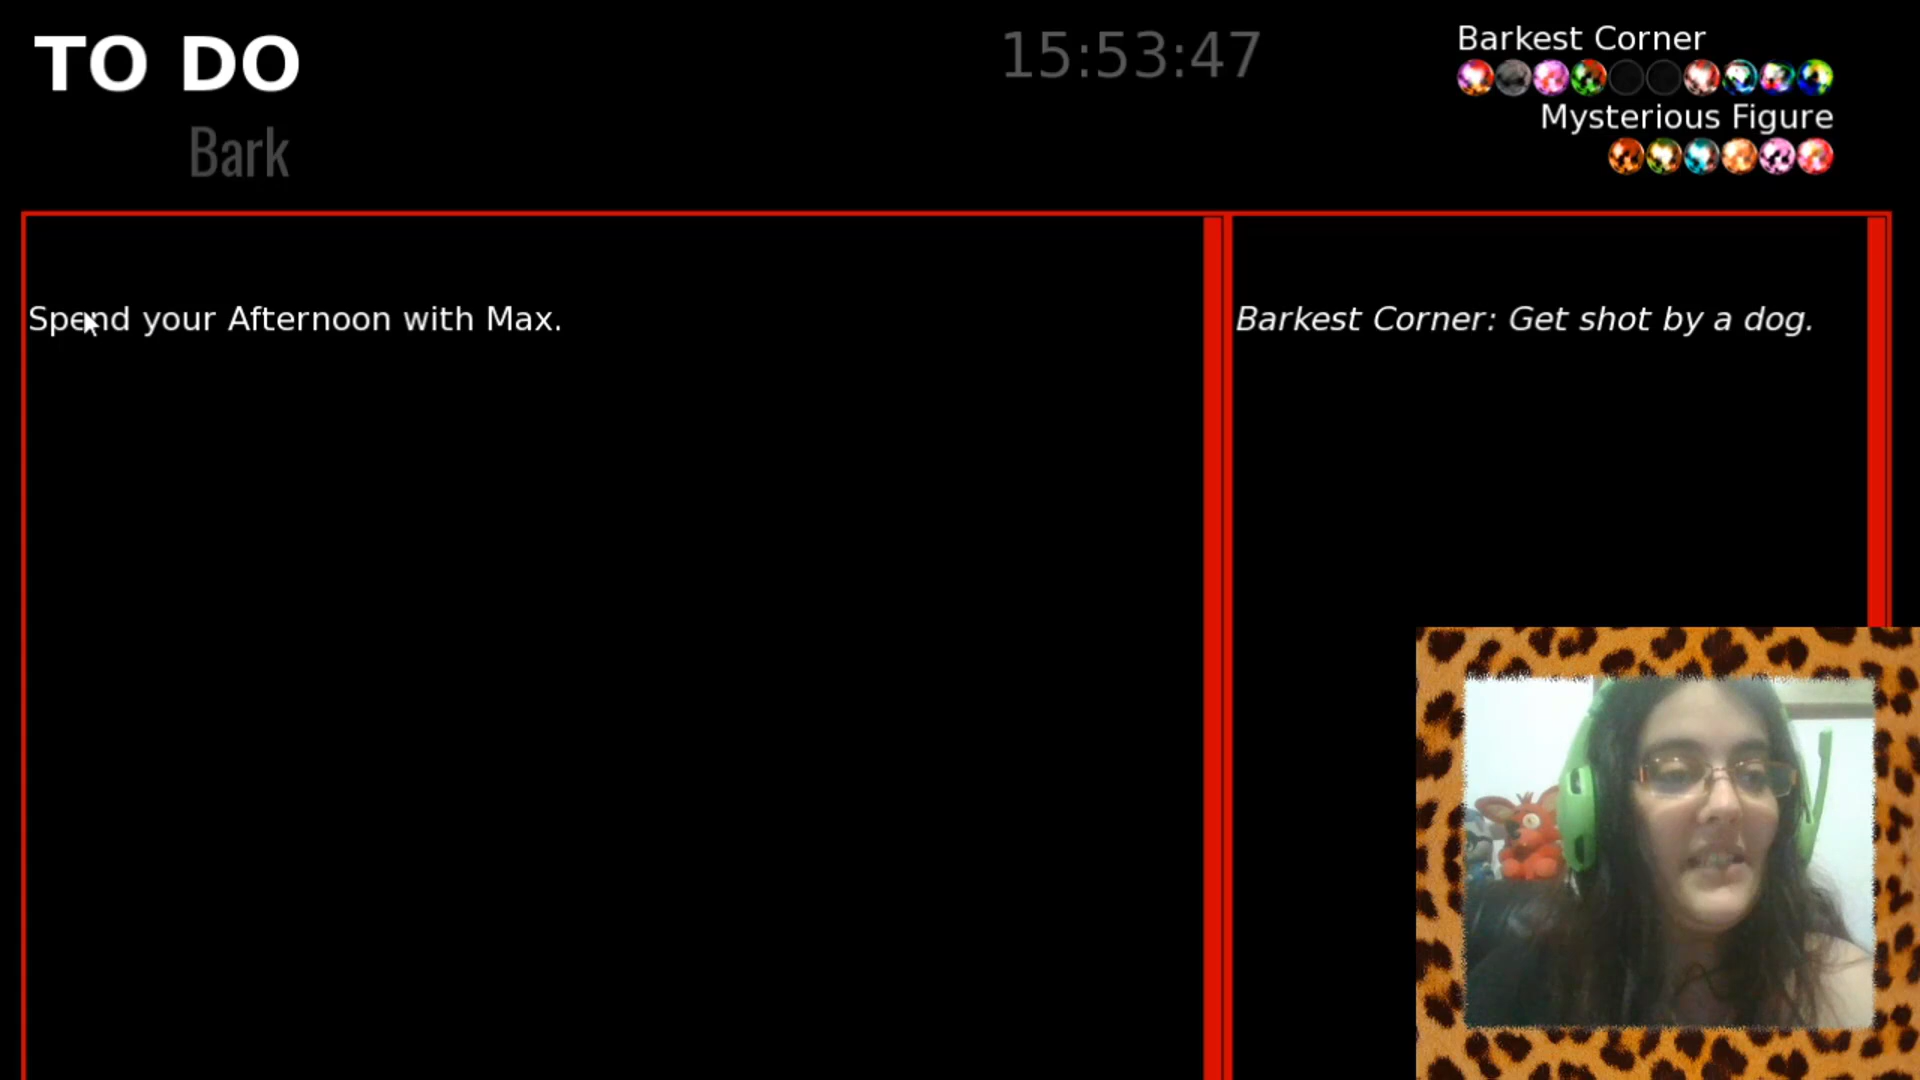 TO DO
15:53:47
Barkest Corner
Mysterious Figure
Bark
Spend your Afternoon with Max.
Barkest Corner: Get shot by a dog.